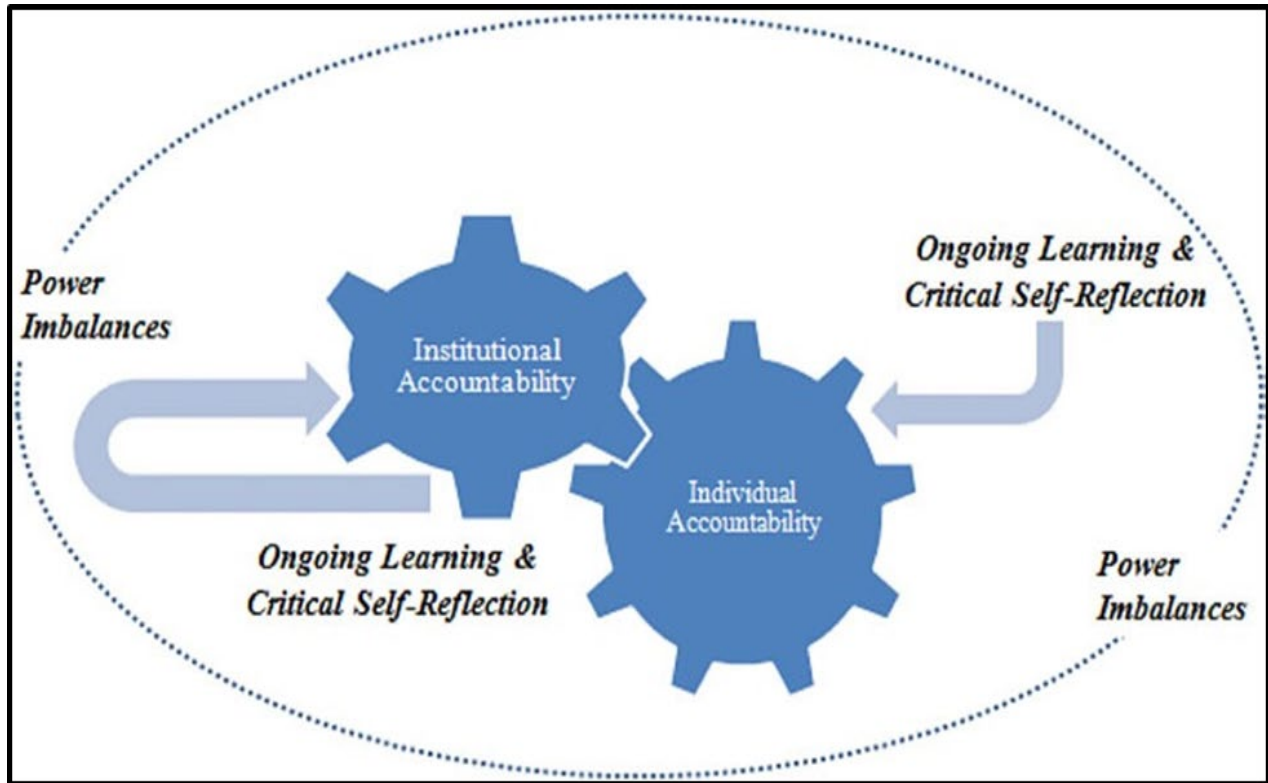 Ongoing Learning &
Critical Self-Reflection
Power
Imbalances
Institutional
Accountability
Individual
Accountability
Ongoing Learning &
Critical Self-Reflection
Power
Imbalances